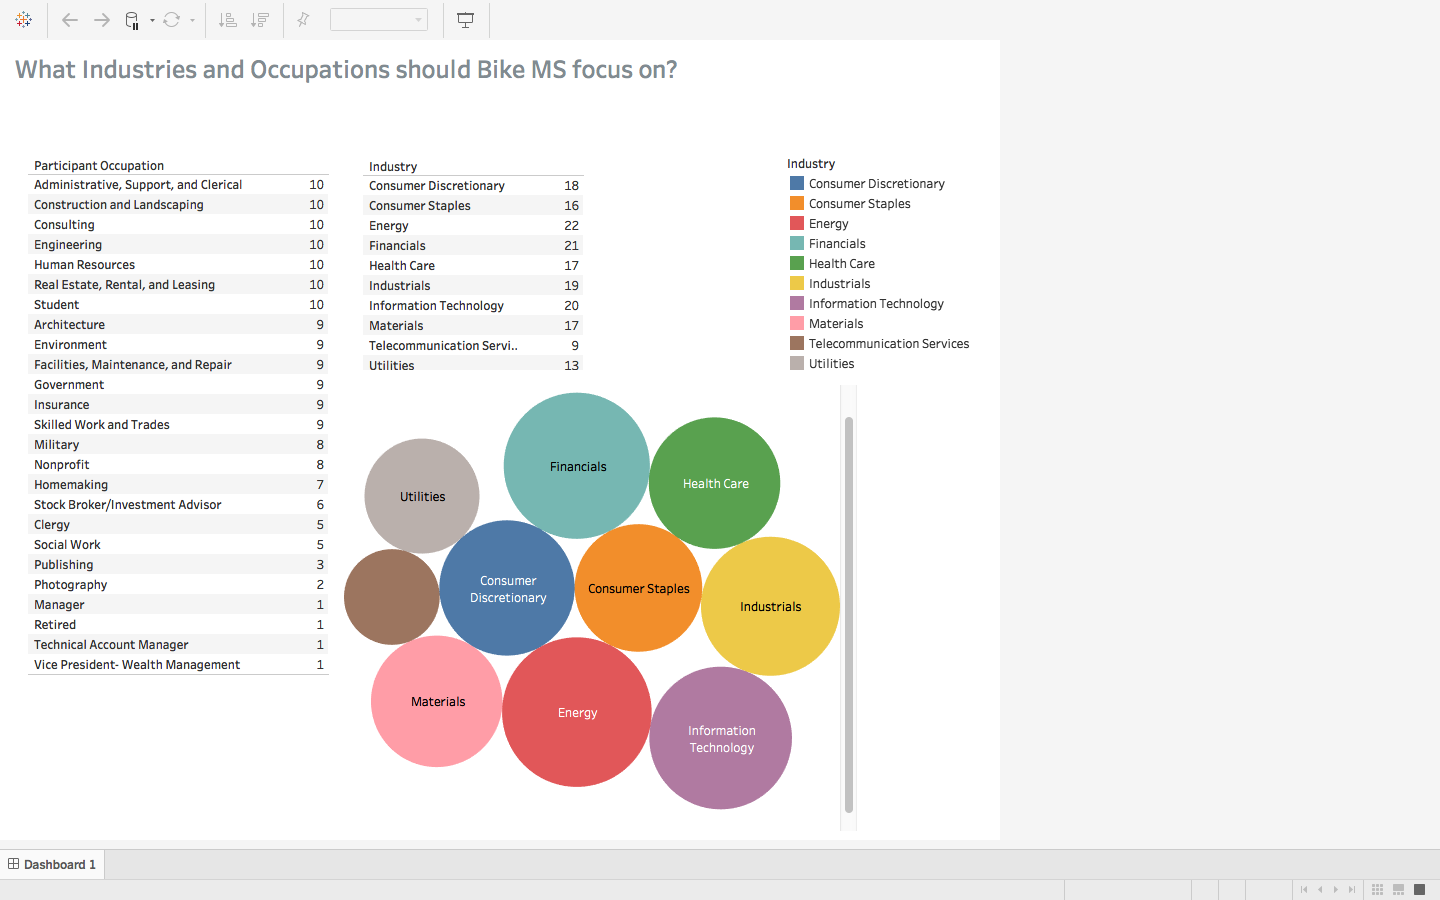 What Industries and Occupations should Bike MS focus on?
Participant Occupation
Administrative, Support, and Clerical 10
Construction and Landscaping 10
Consulting 10
Engineering 10
Human Resources 10
Real Estate, Rental, and Leasing 10
Student 10
Architecture 9
Environment 9
Facilities, Maintenance, and Repair 9
Government 9
Insurance 9
Skilled Work and Trades 9
Military 8
Nonprofit 8
Homemaking 7
Stock Broker/Investment Advisor 6
Clergy 5
Social Work 5
Publishing 3
Photography 2
Manager 1
Retired 1
Technical Account Manager 1
Vice President- Wealth Management 1
Industry
Consumer Discretionary 18
Consumer Staples 16
Energy 22
Financials 21
Health Care 17
Industrials 19
Information Technology 20
Materials 17
Telecommunication Servi.. 9
Utilities 13
Industry
Consumer Discretionary
Consumer Staples
Energy
Financials
Health Care
Industrials
Information Technology
Materials
Telecommunication Services
Utilities
Financials
Health Care
Utilities
Consumer
Discretionary
Consumer Staples
Industrials
Materials
Energy
Information
Technology
Dashboard 1